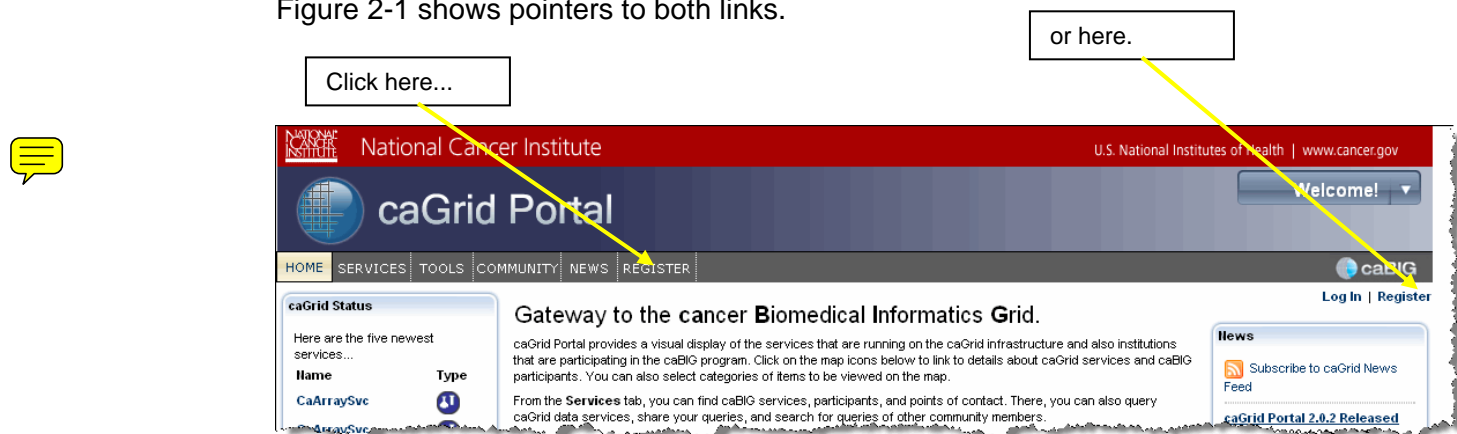 Figure 2-1 shows pointers to both links.
or here.
Click here...
NATIONAL CANCER INSTITUTE
National Cancer Institute
U.S. National Institutes of Health | www.cancer.gov
caGrid Portal
Welcome!
HOME SERVICES TOOLS COMMUNITY NEWS REGISTER
caBIG
Log In | Register
caGrid Status
Here are the five newest
services...
Name Type
CaArraySvc
CaArraySvc
Gateway to the cancer Biomedical Informatics Grid.
caGrid Portal provides a visual display of the services that are running on the caGrid infrastructure and also institutions
that are participating in the caBIG program. Click on the map icons below to link to details about caGrid services and caBIG
participants. You can also select categories of items to be viewed on the map.
From the Services tab, you can find caBIG services, participants, and points of contact. There, you can also query
caGrid data services, share your queries, and search for queries of other community members.
News
Subscribe to caGrid News
Feed
caGrid Portal 2.0.2 Released